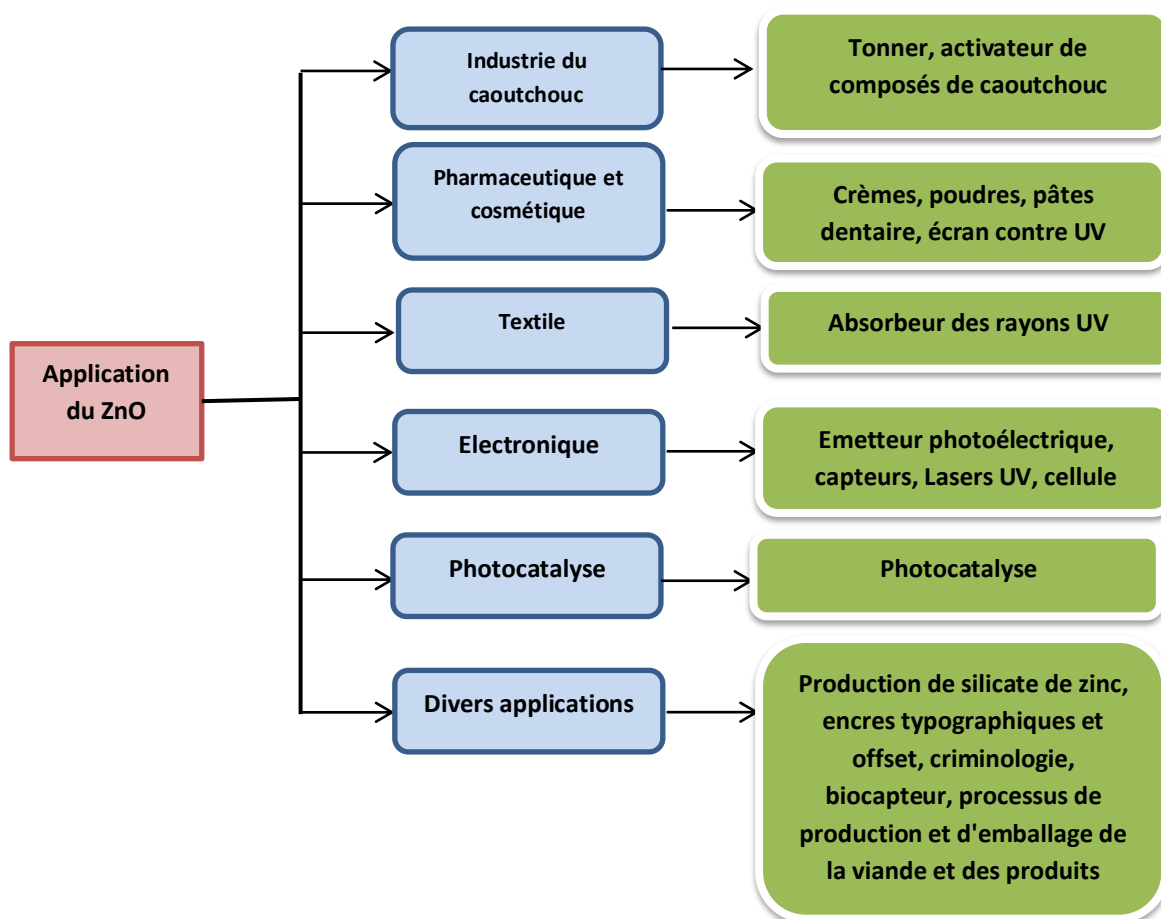 Application
du ZnO
Industrie du
caoutchouc
Tonner, activateur de
composés de caoutchouc
Pharmaceutique et
cosmétique
Crèmes, poudres, pâtes
dentaire, écran contre UV
Textile
Absorbeur des rayons UV
Electronique
Emetteur photoélectrique,
capteurs, Lasers UV, cellule
Photocatalyse
Photocatalyse
Divers applications
Production de silicate de zinc,
encres typographiques et
offset, criminologie,
biocapteur, processus de
production et d'emballage de
la viande et des produits